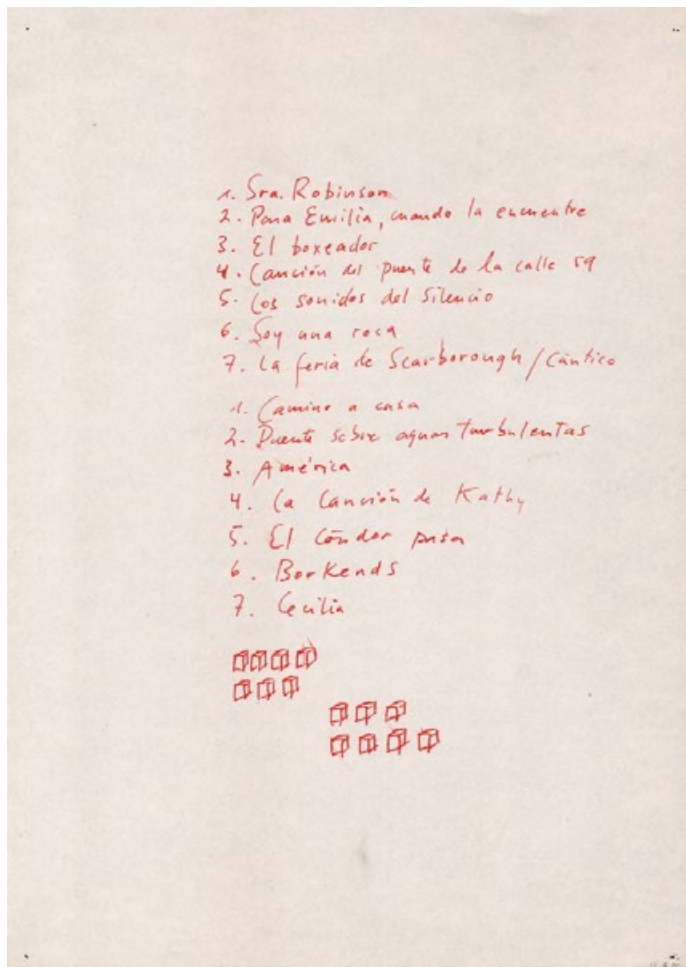 1. Sra. Robinson
2. Para Emilia, cuando la encuentre
3. El boxeador
4. Canción del puente de la calle 59
5. Los sonidos del silencio
6. Soy una roca
7. La feria de Scarborough / Cántico
1. Camino a casa
2. Puente sobre aguas turbulentas
3. América
4. La Canción de Kathy
5. El Cóndor pasa
6. Borkends
7. Cecilia